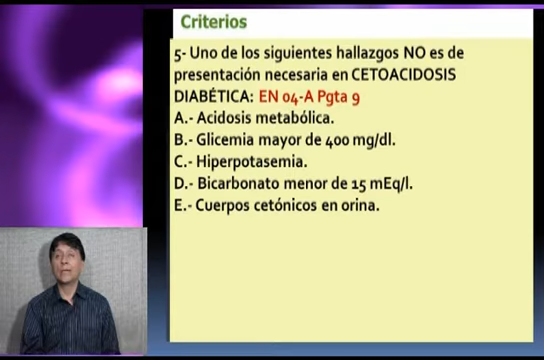 Criterios
5- Uno de los siguientes hallazgos NO es de
presentación necesaria en CETOACIDOSIS
DIABÉTICA: EN 04-A Pgta 9
A.- Acidosis metabólica.
B.- Glicemia mayor de 400 mg/dl.
C.- Hiperpotasemia.
D.- Bicarbonato menor de 15 mEq/l.
E.- Cuerpos cetónicos en orina.